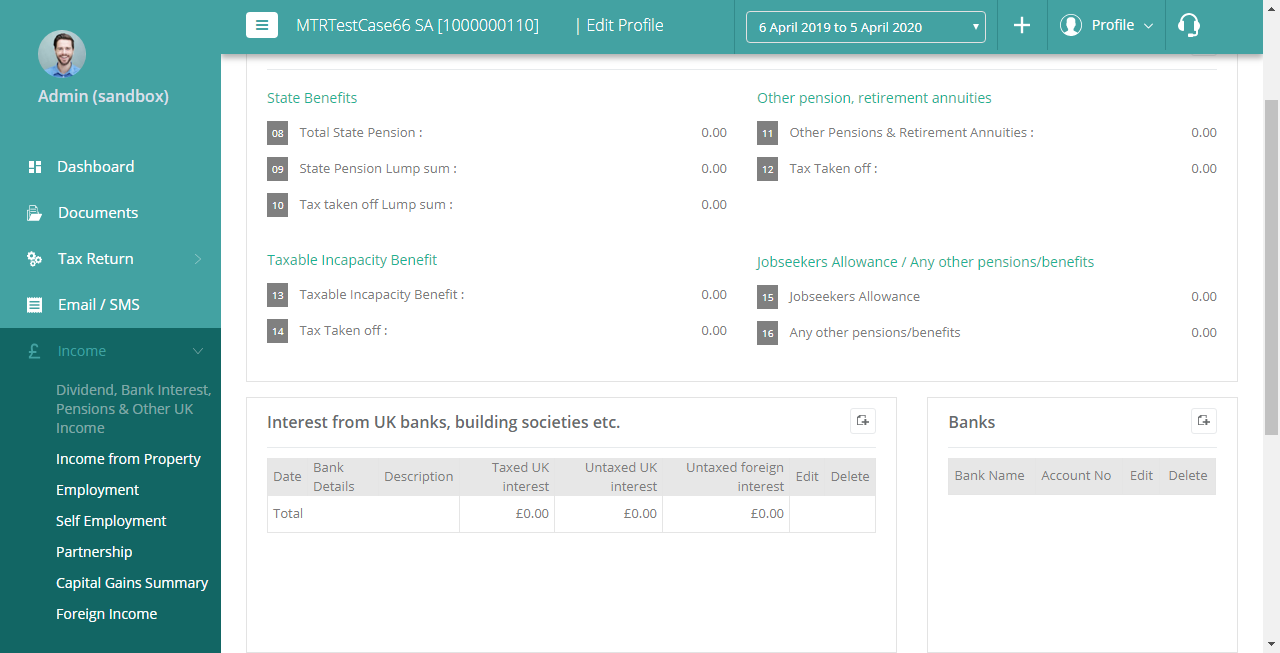 MTRTestCase66 SA [1000000110] | Edit Profile
6 April 2019 to 5 April 2020
Profile
Admin (sandbox)
Dashboard
Documents
Tax Return
Email / SMS
£ Income
Dividend, Bank Interest,
Pensions & Other UK
Income
Income from Property
Employment
Self Employment
Partnership
Capital Gains Summary
Foreign Income
State Benefits
08 Total State Pension : 0.00
09 State Pension Lump sum : 0.00
10 Tax taken off Lump sum : 0.00
Other pension, retirement annuities
11 Other Pensions & Retirement Annuities : 0.00
12 Tax Taken off : 0.00
Taxable Incapacity Benefit
13 Taxable Incapacity Benefit : 0.00
14 Tax Taken off : 0.00
Jobseekers Allowance / Any other pensions/benefits
15 Jobseekers Allowance 0.00
16 Any other pensions/benefits 0.00
Interest from UK banks, building societies etc.
Date Bank Details Description Taxed UK interest Untaxed UK interest Untaxed foreign interest Edit Delete
Total £0.00 £0.00 £0.00
Banks
Bank Name Account No Edit Delete